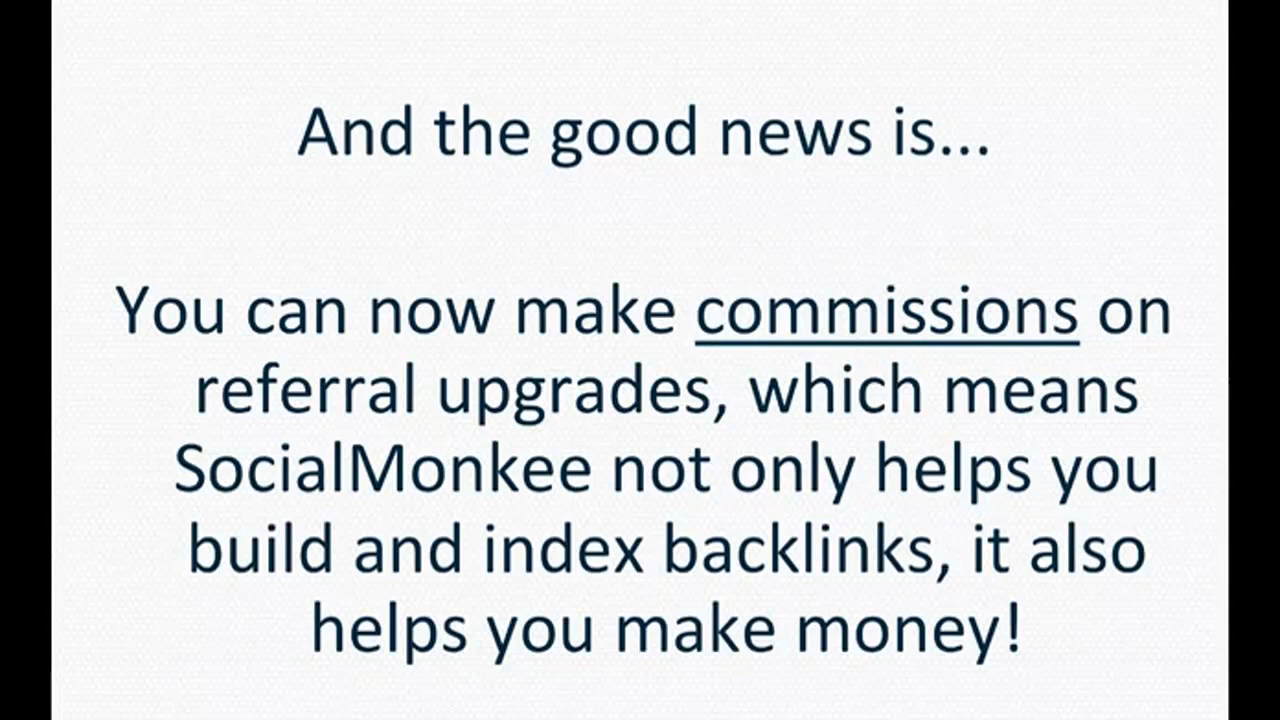 And the good news is...
You can now make commissions on
referral upgrades, which means
SocialMonkee not only helps you
build and index backlinks, it also
helps you make money!